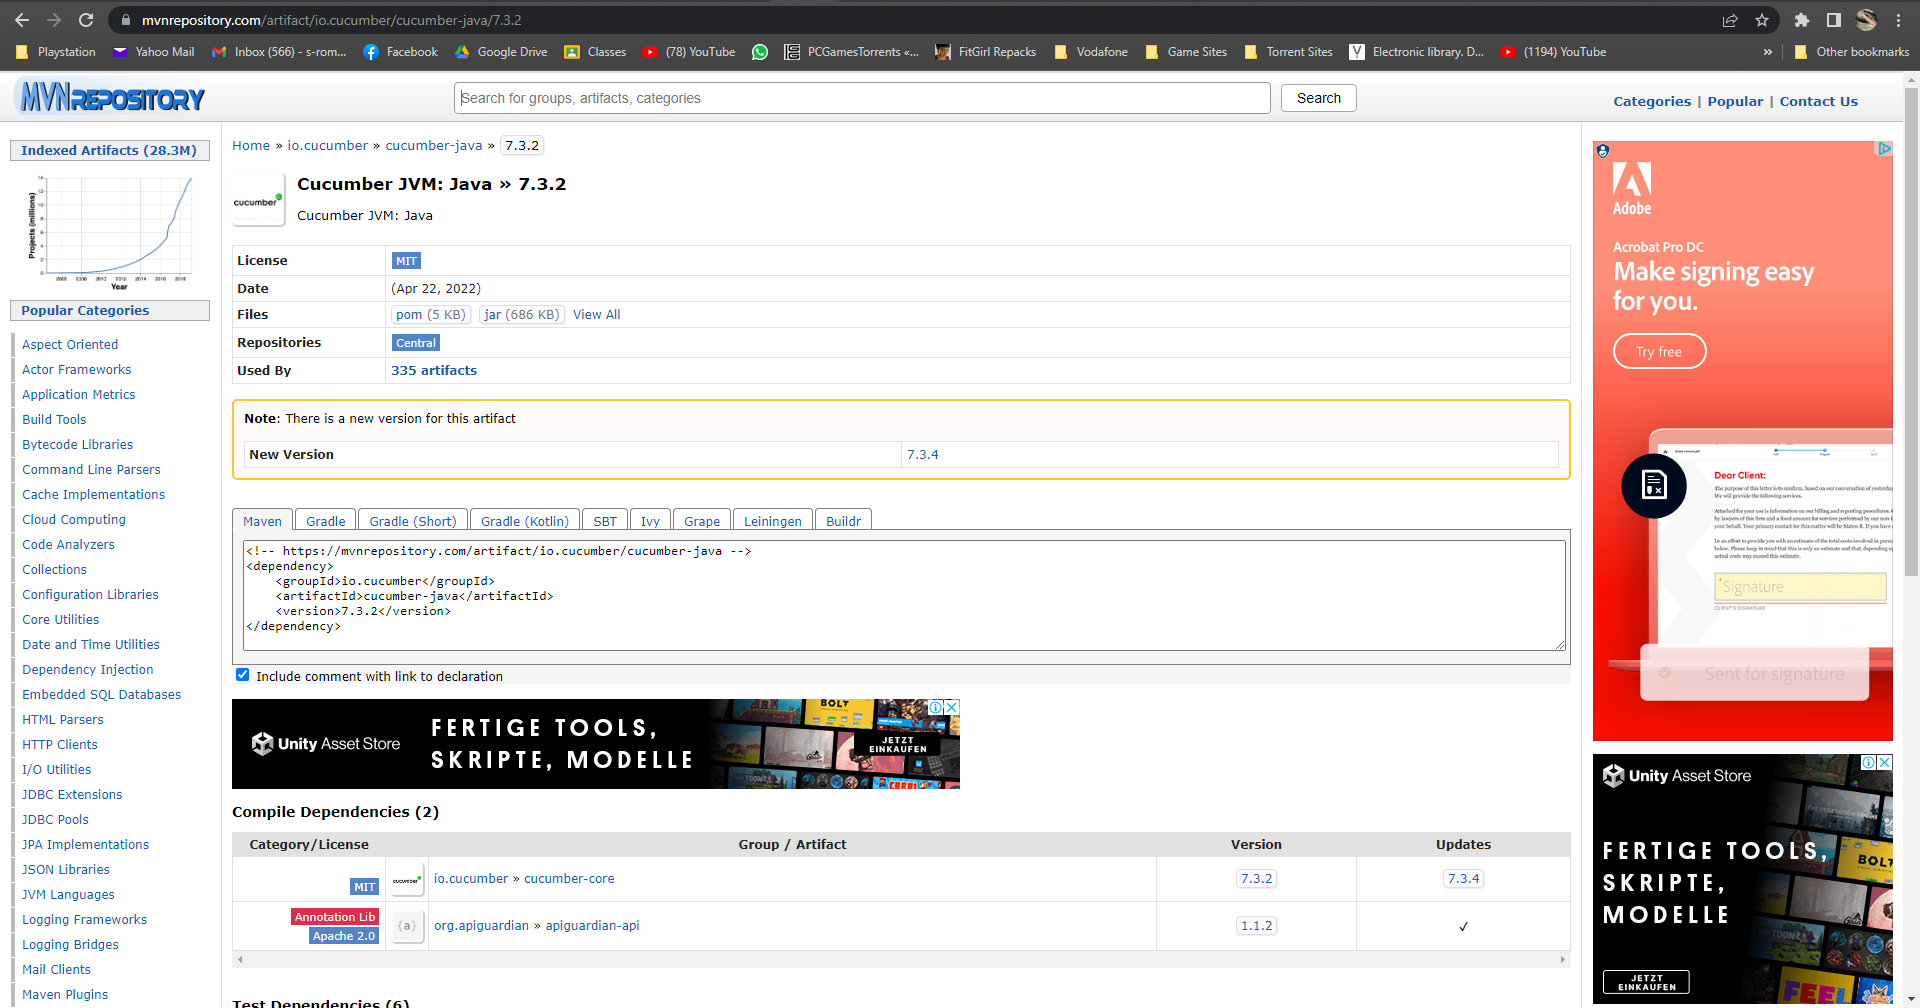 mvnrepository.com/artifact/io.cucumber/cucumber-java/7.3.2
Playstation
Yahoo Mail
Inbox (566) - s-rom...
Facebook
Google Drive
Classes
(78) YouTube
PCGamesTorrents «...
FitGirl Repacks
Vodafone
Game Sites
Torrent Sites
Electronic library. D...
(1194) YouTube
»
Other bookmarks
MVNREPOSITORY
Search for groups, artifacts, categories
Search
Categories | Popular | Contact Us
Indexed Artifacts (28.3M)
Projects (millions)
Year
Popular Categories
Aspect Oriented
Actor Frameworks
Application Metrics
Build Tools
Bytecode Libraries
Command Line Parsers
Cache Implementations
Cloud Computing
Code Analyzers
Collections
Configuration Libraries
Core Utilities
Date and Time Utilities
Dependency Injection
Embedded SQL Databases
HTML Parsers
HTTP Clients
I/O Utilities
JDBC Extensions
JDBC Pools
JPA Implementations
JSON Libraries
JVM Languages
Logging Frameworks
Logging Bridges
Mail Clients
Maven Plugins
Home » io.cucumber » cucumber-java » 7.3.2
cucumber
Cucumber JVM: Java » 7.3.2
Cucumber JVM: Java
License MIT
Date (Apr 22, 2022)
Files pom (5 KB) jar (686 KB) View All
Repositories Central
Used By 335 artifacts
Note: There is a new version for this artifact
New Version 7.3.4
Maven Gradle Gradle (Short) Gradle (Kotlin) SBT Ivy Grape Leiningen Buildr
<!-- https://mvnrepository.com/artifact/io.cucumber/cucumber-java -->
<dependency>
    <groupId>io.cucumber</groupId>
    <artifactId>cucumber-java</artifactId>
    <version>7.3.2</version>
</dependency>
Include comment with link to declaration
Unity Asset Store
FERTIGE TOOLS,
SKRIPTE, MODELLE
BOLT
JETZT
EINKAUFEN
Compile Dependencies (2)
Category/License Group / Artifact Version Updates
MIT cucumber io.cucumber » cucumber-core 7.3.2 7.3.4
Annotation Lib
Apache 2.0
{a} org.apiguardian » apiguardian-api 1.1.2 ✓
Test Dependencies (6)
Adobe
Acrobat Pro DC
Make signing easy
for you.
Try free
Dear Client:
Signature
CLIENT'S SIGNATURE
Sent for signature
Unity Asset Store
FERTIGE TOOLS,
SKRIPTE,
MODELLE
BOLT
JETZT
EINKAUFEN
FEEL